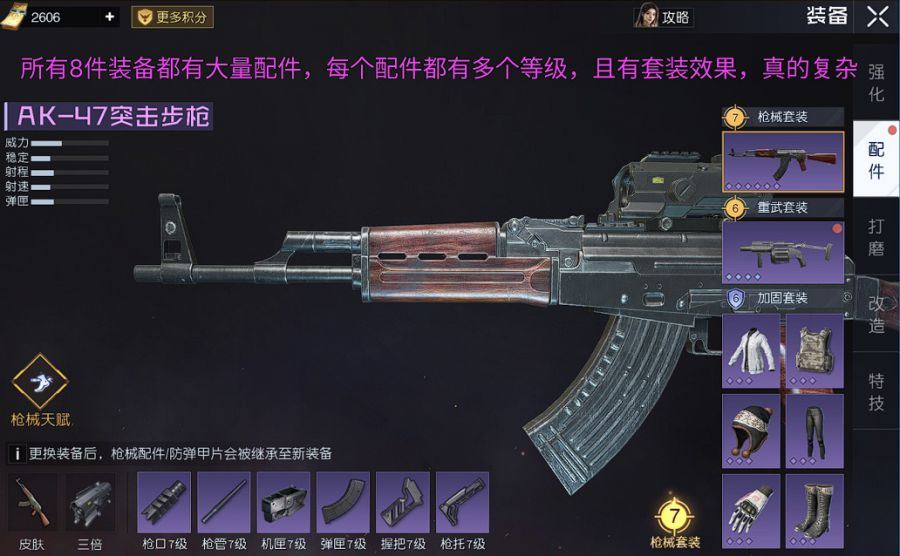 2606
更多积分
攻略
装备
所有8件装备都有大量配件，每个配件都有多个等级，且有套装效果，真的复杂
强化
AK-47突击步枪
威力
稳定
射程
射速
弹匣
7 枪械套装
配件
6 重武套装
打磨
6 加固套装
改造
特技
枪械天赋
i 更换装备后，枪械配件/防弹甲片会被继承至新装备
皮肤
三倍
枪口7级
枪管7级
机匣7级
弹匣7级
握把7级
枪托7级
7
枪械套装